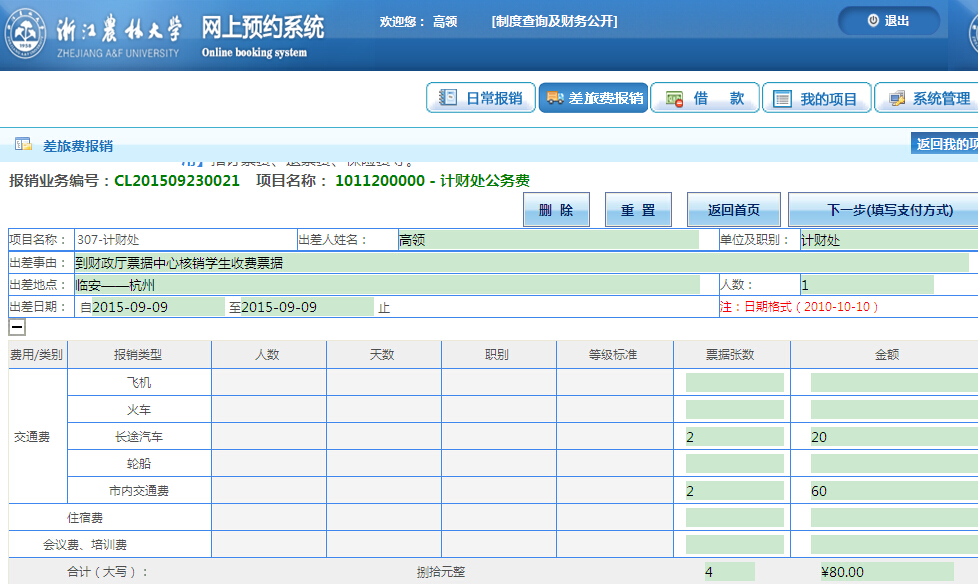 浙江农林大学 网上预约系统
ZHEJIANG A&F UNIVERSITY Online booking system
欢迎您： 高领 [制度查询及财务公开] 退出
日常报销 差旅费报销 借 款 我的项目 系统管理
差旅费报销 返回我的项
报销业务编号：CL201509230021 项目名称： 1011200000 - 计财处公务费
删 除 重 置 返回首页 下一步(填写支付方式)
项目名称： 307-计财处 出差人姓名： 高领 单位及职别： 计财处
出差事由： 到财政厅票据中心核销学生收费票据
出差地点： 临安——杭州 人数： 1
出差日期： 自2015-09-09 至2015-09-09 止 注：日期格式（2010-10-10）
费用/类别 报销类型 人数 天数 职别 等级标准 票据张数 金额
飞机
火车
交通费 长途汽车 2 20
轮船
市内交通费 2 60
住宿费
会议费、培训费
合计（大写）： 捌拾元整 4 ¥80.00